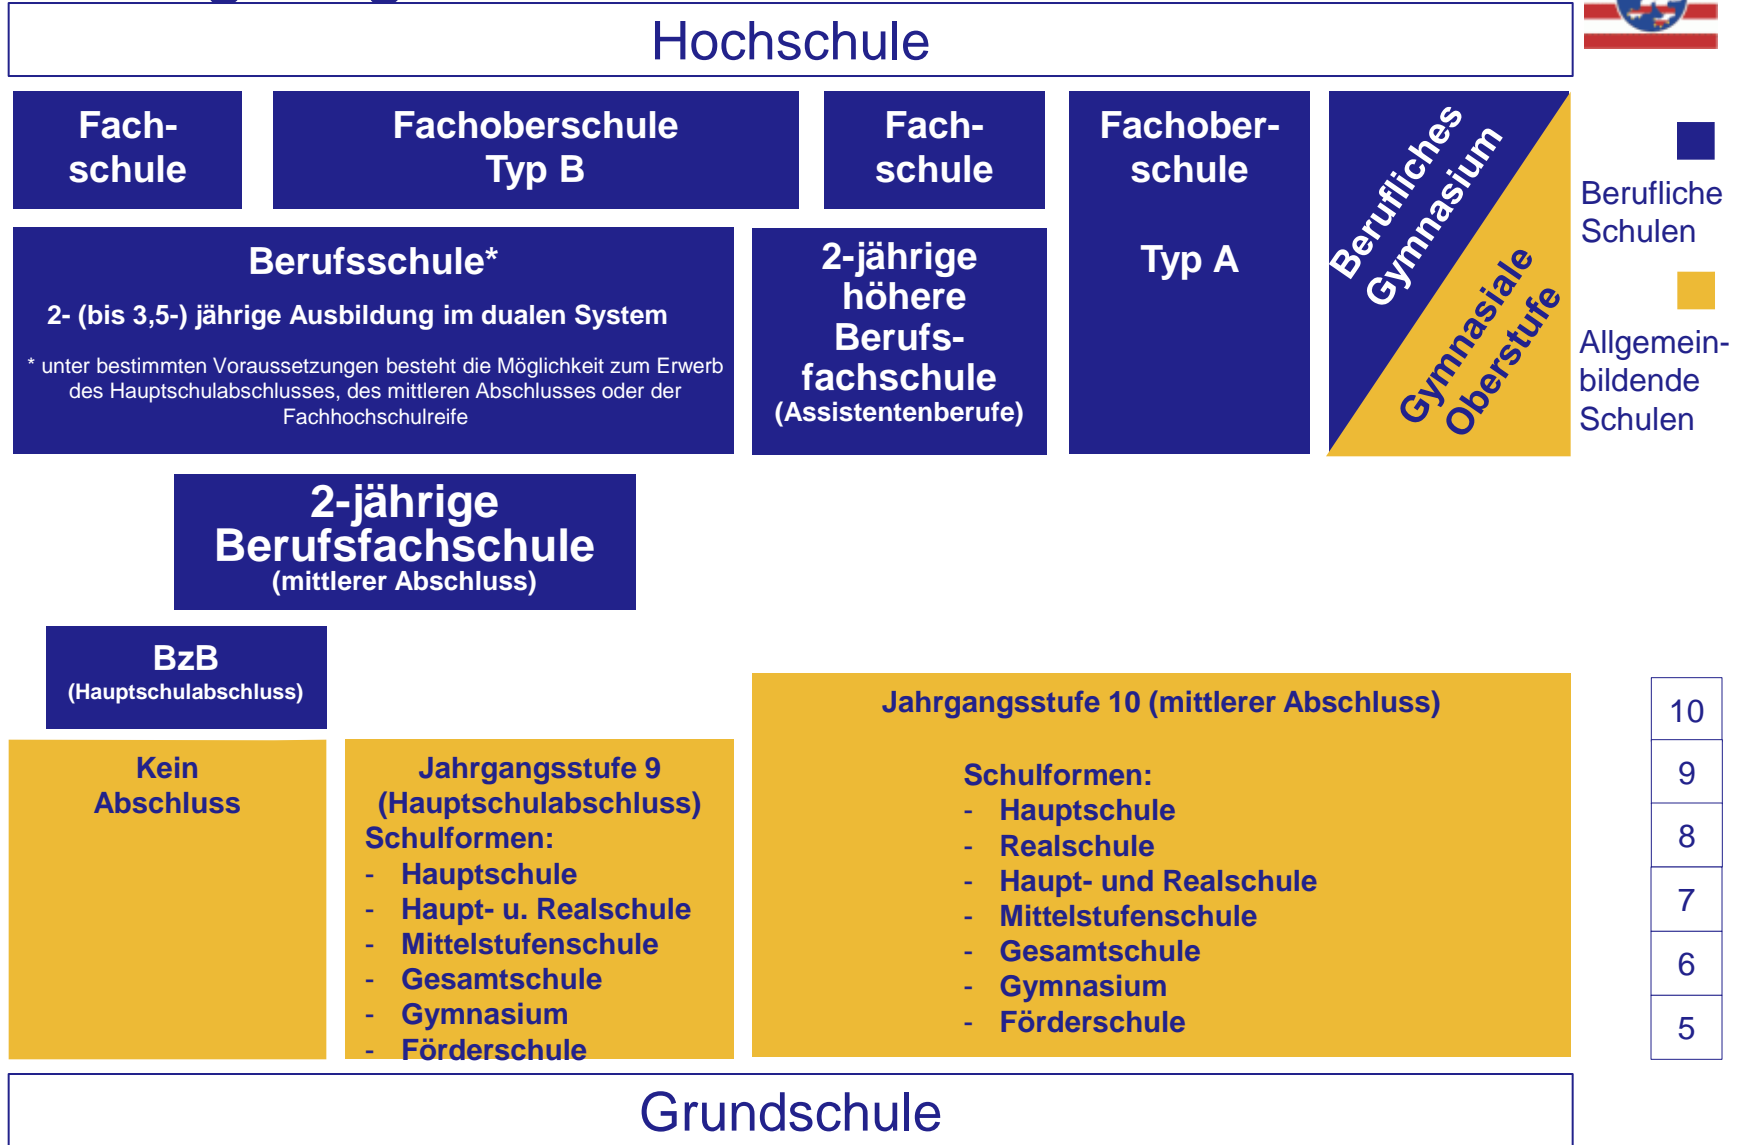 Hochschule
Fach-
schule
Fachoberschule
Typ B
Fach-
schule
Fachober-
schule
Typ A
Berufliches
Gymnasium
Gymnasiale
Oberstufe
Berufliche
Schulen
Allgemein-
bildende
Schulen
Berufsschule*
2- (bis 3,5-) jährige Ausbildung im dualen System
* unter bestimmten Voraussetzungen besteht die Möglichkeit zum Erwerb
des Hauptschulabschlusses, des mittleren Abschlusses oder der
Fachhochschulreife
2-jährige
höhere
Berufs-
fachschule
(Assistentenberufe)
2-jährige
Berufsfachschule
(mittlerer Abschluss)
BzB
(Hauptschulabschluss)
Kein
Abschluss
Jahrgangsstufe 9
(Hauptschulabschluss)
Schulformen:
- Hauptschule
- Haupt- u. Realschule
- Mittelstufenschule
- Gesamtschule
- Gymnasium
- Förderschule
Jahrgangsstufe 10 (mittlerer Abschluss)
Schulformen:
- Hauptschule
- Realschule
- Haupt- und Realschule
- Mittelstufenschule
- Gesamtschule
- Gymnasium
- Förderschule
10
9
8
7
6
5
Grundschule